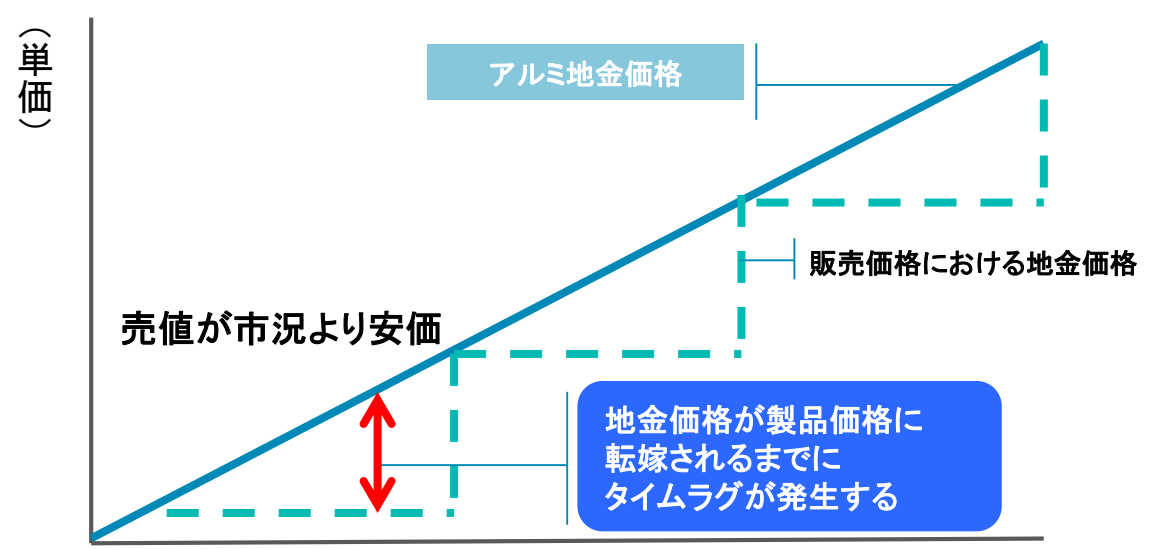 （単価）
アルミ地金価格
販売価格における地金価格
売値が市況より安価
地金価格が製品価格に
転嫁されるまでに
タイムラグが発生する